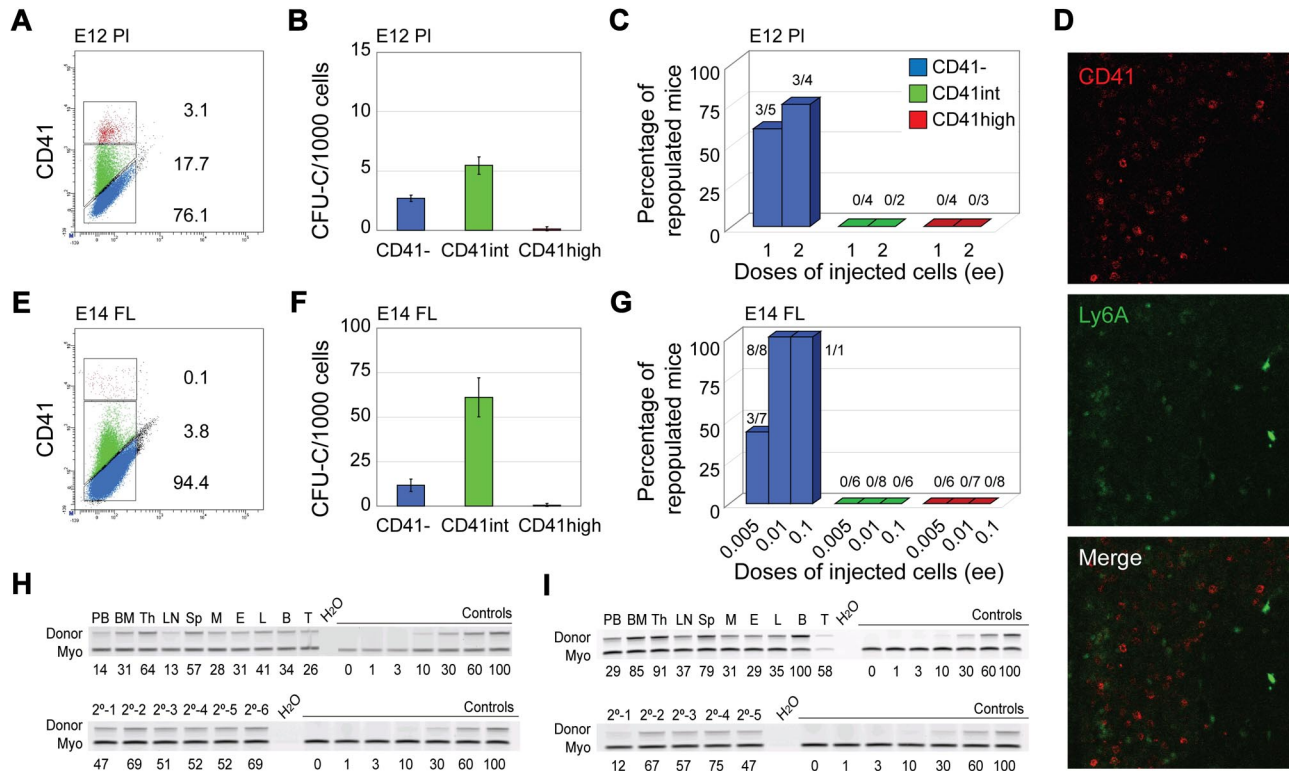 A
E12 Pl
CD41
3.1
17.7
76.1
B
E12 Pl
CFU-C/1000 cells
15
10
5
0
CD41- CD41int CD41high
C
E12 Pl
Percentage of
repopulated mice
100
75
50
25
0
3/5 3/4
0/4 0/2 0/4 0/3
CD41-
CD41int
CD41high
1 2 1 2 1 2
Doses of injected cells (ee)
D
CD41
Ly6A
Merge
E
E14 FL
CD41
0.1
3.8
94.4
F
E14 FL
CFU-C/1000 cells
100
75
50
25
0
CD41- CD41int CD41high
G
E14 FL
Percentage of
repopulated mice
100
75
50
25
0
8/8 1/1
3/7
0/6 0/8 0/6 0/6 0/7 0/8
0.005 0.01 0.1 0.005 0.01 0.1 0.005 0.01 0.1
Doses of injected cells (ee)
H
PB BM Th LN Sp M E L B T H2O Controls
Donor
Myo
14 31 64 13 57 28 31 41 34 26 0 1 3 10 30 60 100
2º-1 2º-2 2º-3 2º-4 2º-5 2º-6 H2O Controls
Donor
Myo
47 69 51 52 52 69 0 1 3 10 30 60 100
I
PB BM Th LN Sp M E L B T H2O Controls
Donor
Myo
29 85 91 37 79 31 29 35 100 58 0 1 3 10 30 60 100
2º-1 2º-2 2º-3 2º-4 2º-5 H2O Controls
Donor
Myo
12 67 57 75 47 0 1 3 10 30 60 100